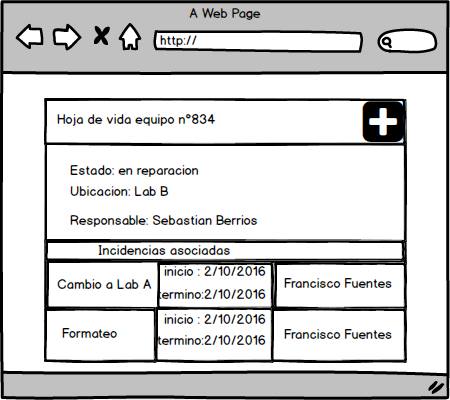 A Web Page
http://
Hoja de vida equipo n°834
Estado: en reparacion
Ubicacion: Lab B
Responsable: Sebastian Berrios
Incidencias asociadas
Cambio a Lab A
inicio : 2/10/2016
termino:2/10/2016
Francisco Fuentes
Formateo
inicio : 2/10/2016
termino:2/10/2016
Francisco Fuentes